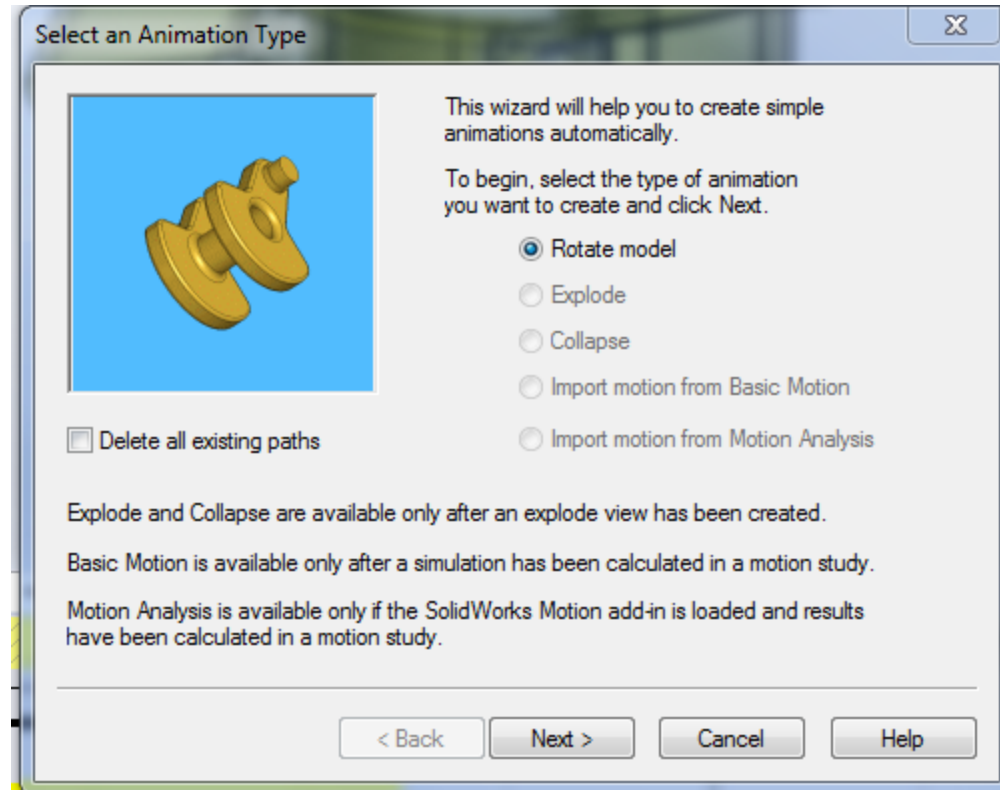 Select an Animation Type
This wizard will help you to create simple
animations automatically.
To begin, select the type of animation
you want to create and click Next.
Rotate model
Explode
Collapse
Import motion from Basic Motion
Delete all existing paths
Import motion from Motion Analysis
Explode and Collapse are available only after an explode view has been created.
Basic Motion is available only after a simulation has been calculated in a motion study.
Motion Analysis is available only if the SolidWorks Motion add-in is loaded and results
have been calculated in a motion study.
< Back
Next >
Cancel
Help